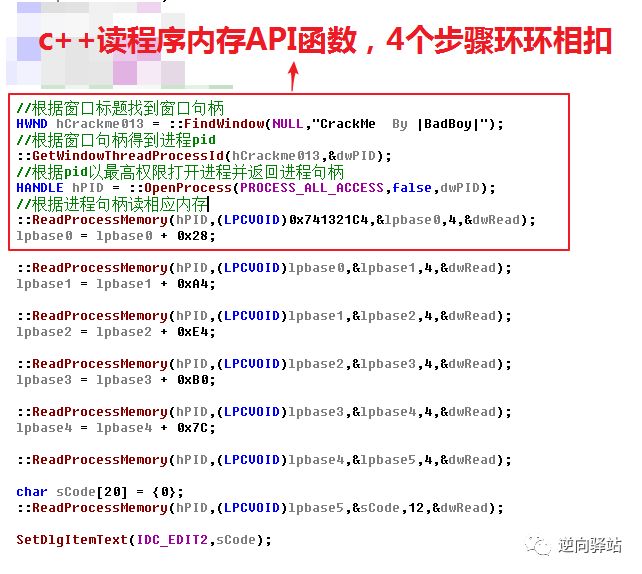 c++读程序内存API函数，4个步骤环环相扣
//根据窗口标题找到窗口句柄
HWND hCrackme013 = ::FindWindow(NULL,"CrackMe  By |BadBoy|");
//根据窗口句柄得到进程pid
::GetWindowThreadProcessId(hCrackme013,&dwPID);
//根据pid以最高权限打开进程并返回进程句柄
HANDLE hPID = ::OpenProcess(PROCESS_ALL_ACCESS,false,dwPID);
//根据进程句柄读相应内存
::ReadProcessMemory(hPID,(LPCVOID)0x741321C4,&lpbase0,4,&dwRead);
lpbase0 = lpbase0 + 0x28;
::ReadProcessMemory(hPID,(LPCVOID)lpbase0,&lpbase1,4,&dwRead);
lpbase1 = lpbase1 + 0xA4;
::ReadProcessMemory(hPID,(LPCVOID)lpbase1,&lpbase2,4,&dwRead);
lpbase2 = lpbase2 + 0xE4;
::ReadProcessMemory(hPID,(LPCVOID)lpbase2,&lpbase3,4,&dwRead);
lpbase3 = lpbase3 + 0xB0;
::ReadProcessMemory(hPID,(LPCVOID)lpbase3,&lpbase4,4,&dwRead);
lpbase4 = lpbase4 + 0x7C;
::ReadProcessMemory(hPID,(LPCVOID)lpbase4,&lpbase5,4,&dwRead);
char sCode[20] = {0};
::ReadProcessMemory(hPID,(LPCVOID)lpbase5,&sCode,12,&dwRead);
SetDlgItemText(IDC_EDIT2,sCode);
逆向驿站